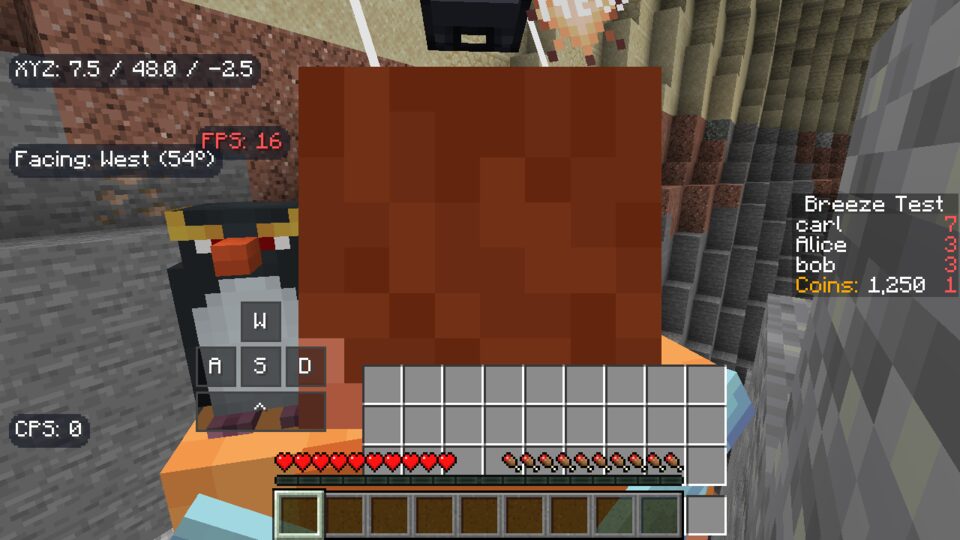 XYZ: 7.5 / 48.0 / -2.5
FPS: 16
Facing: West (54º)
Breeze Test
carl 7
Alice 3
bob 3
Coins: 1,250 1
W
A S D
^
CPS: 0